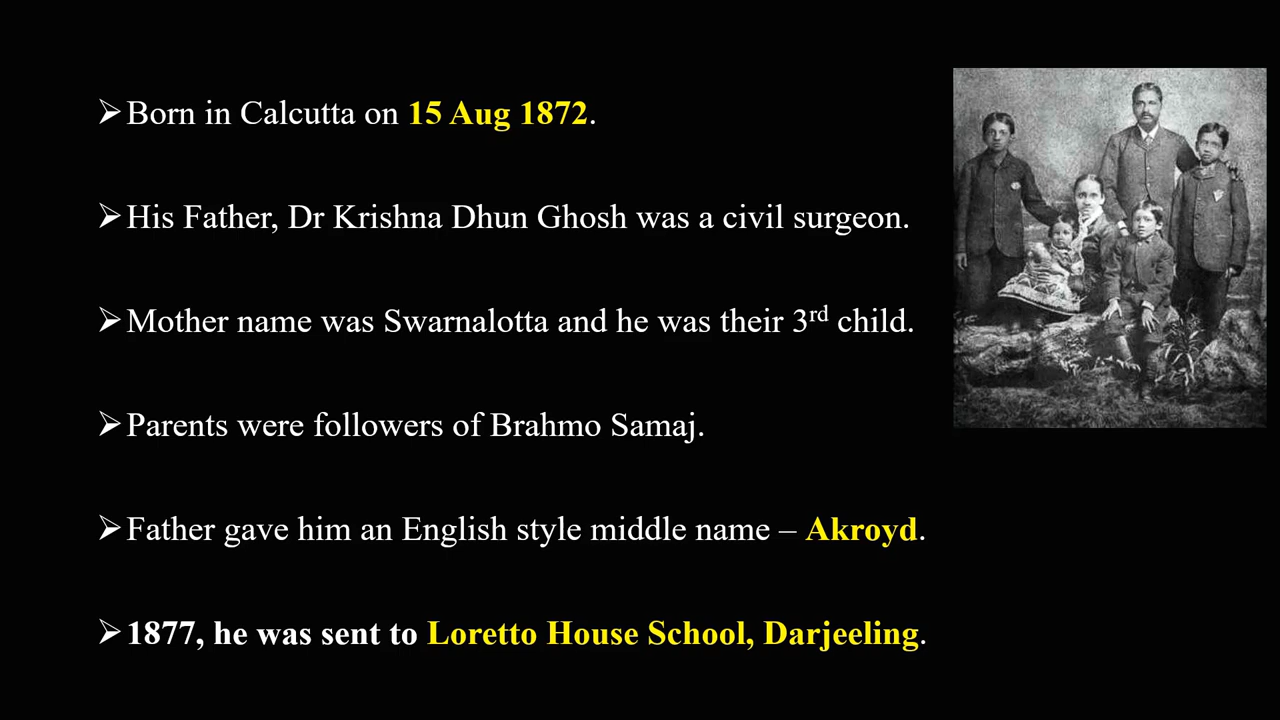 ➢Born in Calcutta on 15 Aug 1872.
➢His Father, Dr Krishna Dhun Ghosh was a civil surgeon.
➢Mother name was Swarnalotta and he was their 3rd child.
➢Parents were followers of Brahmo Samaj.
➢Father gave him an English style middle name – Akroyd.
➢1877, he was sent to Loretto House School, Darjeeling.